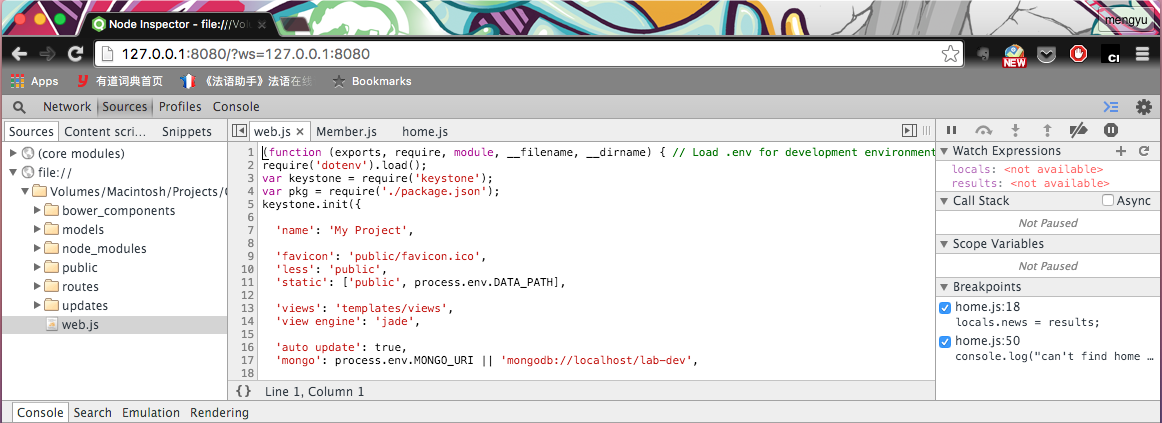 Node Inspector - file:///Volu
mengyu
127.0.0.1:8080/?ws=127.0.0.1:8080
NEW
CI
Apps
有道词典首页
《法语助手》法语在线
Bookmarks
Network Sources Profiles Console
Sources Content scri... Snippets
web.js × Member.js home.js
(core modules)
file://
Volumes/Macintosh/Projects/
bower_components
models
node_modules
public
routes
updates
web.js
1 (function (exports, require, module, __filename, __dirname) { // Load .env for development environment
2 require('dotenv').load();
3 var keystone = require('keystone');
4 var pkg = require('./package.json');
5 keystone.init({
6
7 'name': 'My Project',
8
9 'favicon': 'public/favicon.ico',
10 'less': 'public',
11 'static': ['public', process.env.DATA_PATH],
12
13 'views': 'templates/views',
14 'view engine': 'jade',
15
16 'auto update': true,
17 'mongo': process.env.MONGO_URI || 'mongodb://localhost/lab-dev',
18
{} Line 1, Column 1
Watch Expressions
locals: <not available>
results: <not available>
Call Stack Async
Not Paused
Scope Variables
Not Paused
Breakpoints
home.js:18
locals.news = results;
home.js:50
console.log("can't find home ...
Console Search Emulation Rendering